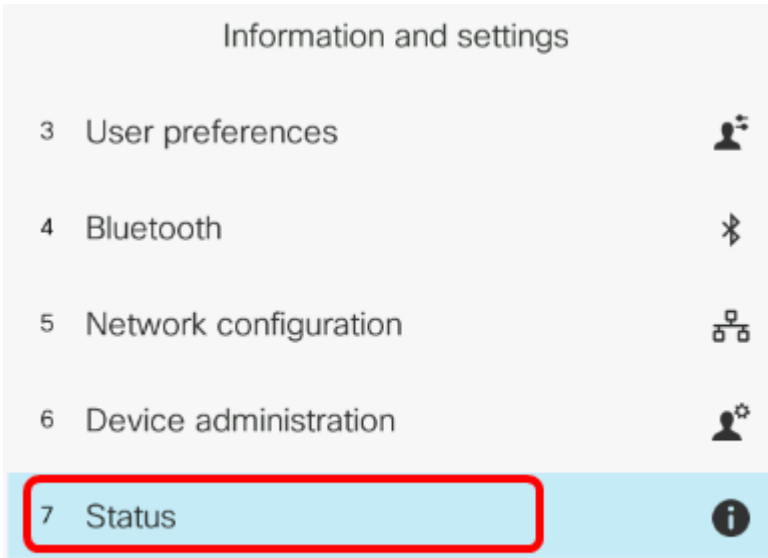 Information and settings
3 User preferences
4 Bluetooth
5 Network configuration
6 Device administration
7 Status